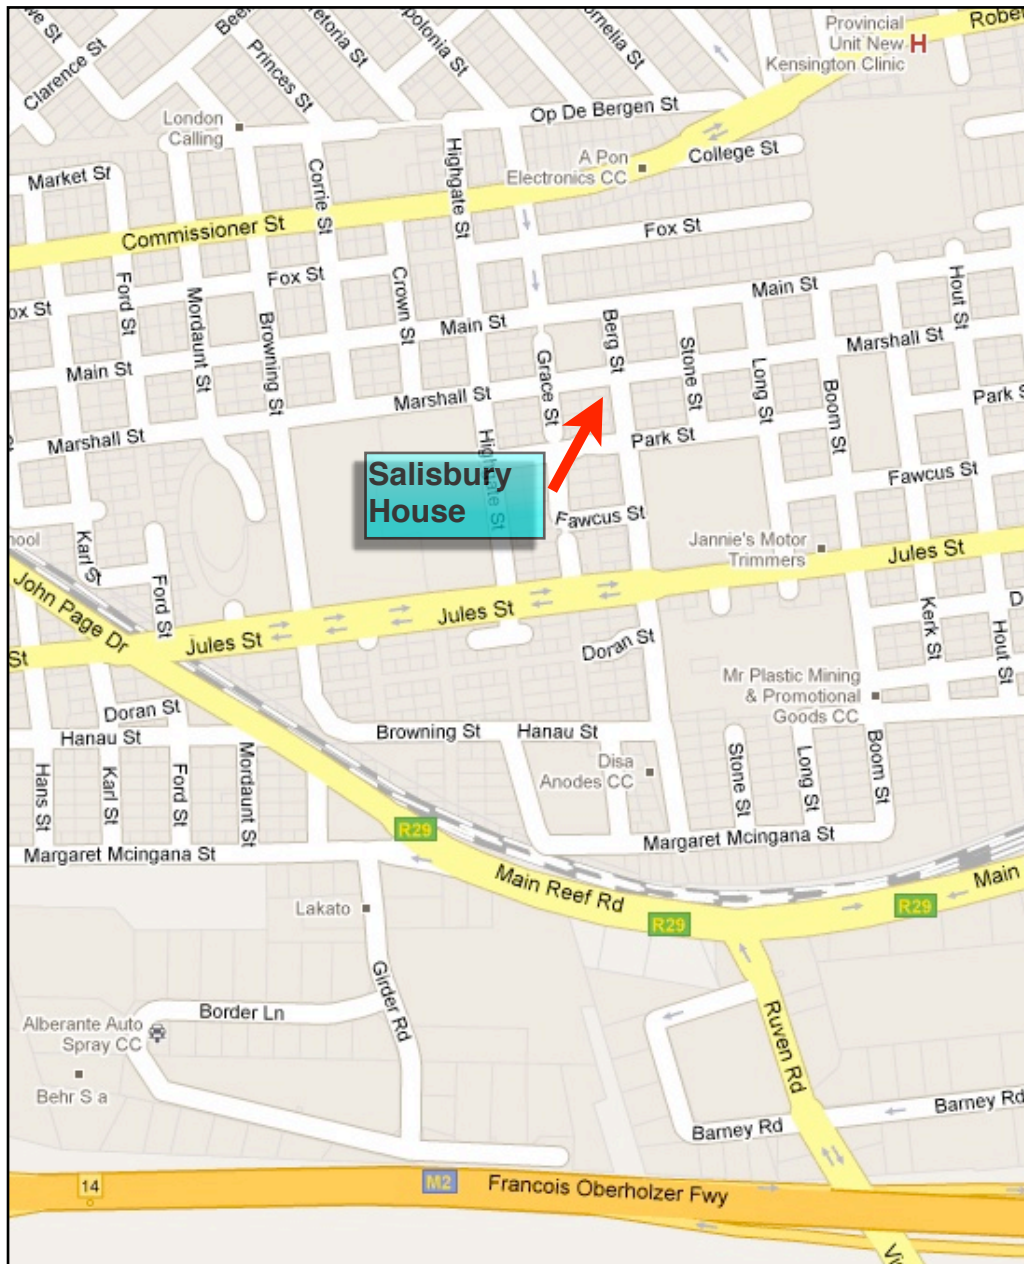 Clarence St
Princes St
Provincial
Unit New
Kensington Clinic
H
London
Calling
Op De Bergen St
Market St
Corrie St
Highgate St
A Pon
Electronics CC
College St
Commissioner St
Fox St
Fox St
Ford St
Mordaunt St
Browning St
Crown St
Main St
Main St
Main St
Berg St
Stone St
Hout St
Marshall St
Marshall St
Marshall St
Grace St
Long St
Boom St
Park St
Salisbury
House
Highgate St
Fawcus St
Fawcus St
Karl St
Ford St
Jannie's Motor
Trimmers
Jules St
Jules St
Jules St
John Page Dr
St
Kerk St
Hout St
Doran St
Doran St
Mr Plastic Mining
& Promotional
Goods CC
Hanau St
Browning St
Hanau St
Disa
Anodes CC
Hans St
Karl St
Ford St
Mordaunt St
Stone St
Long St
Boom St
R29
Margaret Mcingana St
Margaret Mcingana St
Main Reef Rd
Main
R29
R29
Lakato
Girder Rd
Border Ln
Alberante Auto
Spray CC
Behr S a
Ruven Rd
Barney Rd
Barney Rd
14
M2
Francois Oberholzer Fwy